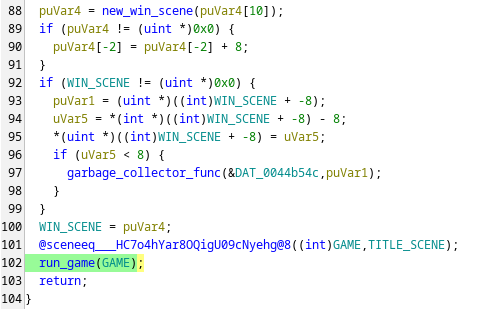 88 puVar4 = new_win_scene(puVar4[10]);
89 if (puVar4 != (uint *)0x0) {
90 puVar4[-2] = puVar4[-2] + 8;
91 }
92 if (WIN_SCENE != (uint *)0x0) {
93 puVar1 = (uint *)((int)WIN_SCENE + -8);
94 uVar5 = *(int *)((int)WIN_SCENE + -8) - 8;
95 *(uint *)((int)WIN_SCENE + -8) = uVar5;
96 if (uVar5 < 8) {
97 garbage_collector_func(&DAT_0044b54c,puVar1);
98 }
99 }
100 WIN_SCENE = puVar4;
101 @sceneeq___HC7o4hYar8OQigU09cNyehg@8((int)GAME,TITLE_SCENE);
102 run_game(GAME);
103 return;
104 }